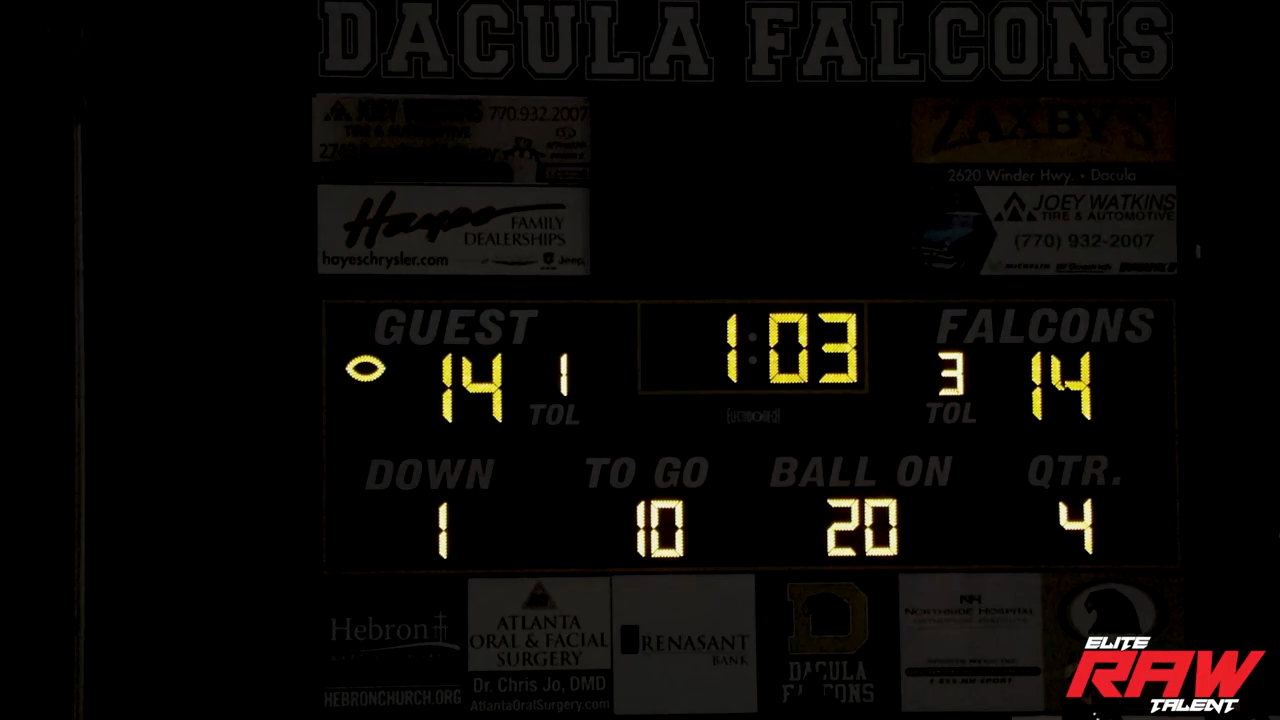 DACULA FALCONS
JOEY WATKINS 770.932.2007
TIRE & AUTOMOTIVE
ZAXBY'S
2620 Winder Hwy. • Dacula
Hayes FAMILY
DEALERSHIPS
hayeschrysler.com
Jeep
JOEY WATKINS
TIRE & AUTOMOTIVE
(770) 932-2007
GUEST
1:03
FALCONS
14 1
3 14
TOL
TOL
DOWN TO GO BALL ON QTR.
1 10 20 4
Hebron
HEBRONCHURCH.ORG
ATLANTA
ORAL & FACIAL
SURGERY
Dr. Chris Jo, DMD
AtlantaOralSurgery.com
RENASANT
BANK
D
DACULA
FALCONS
NORTHSIDE HOSPITAL
ELITE
RAW
TALENT